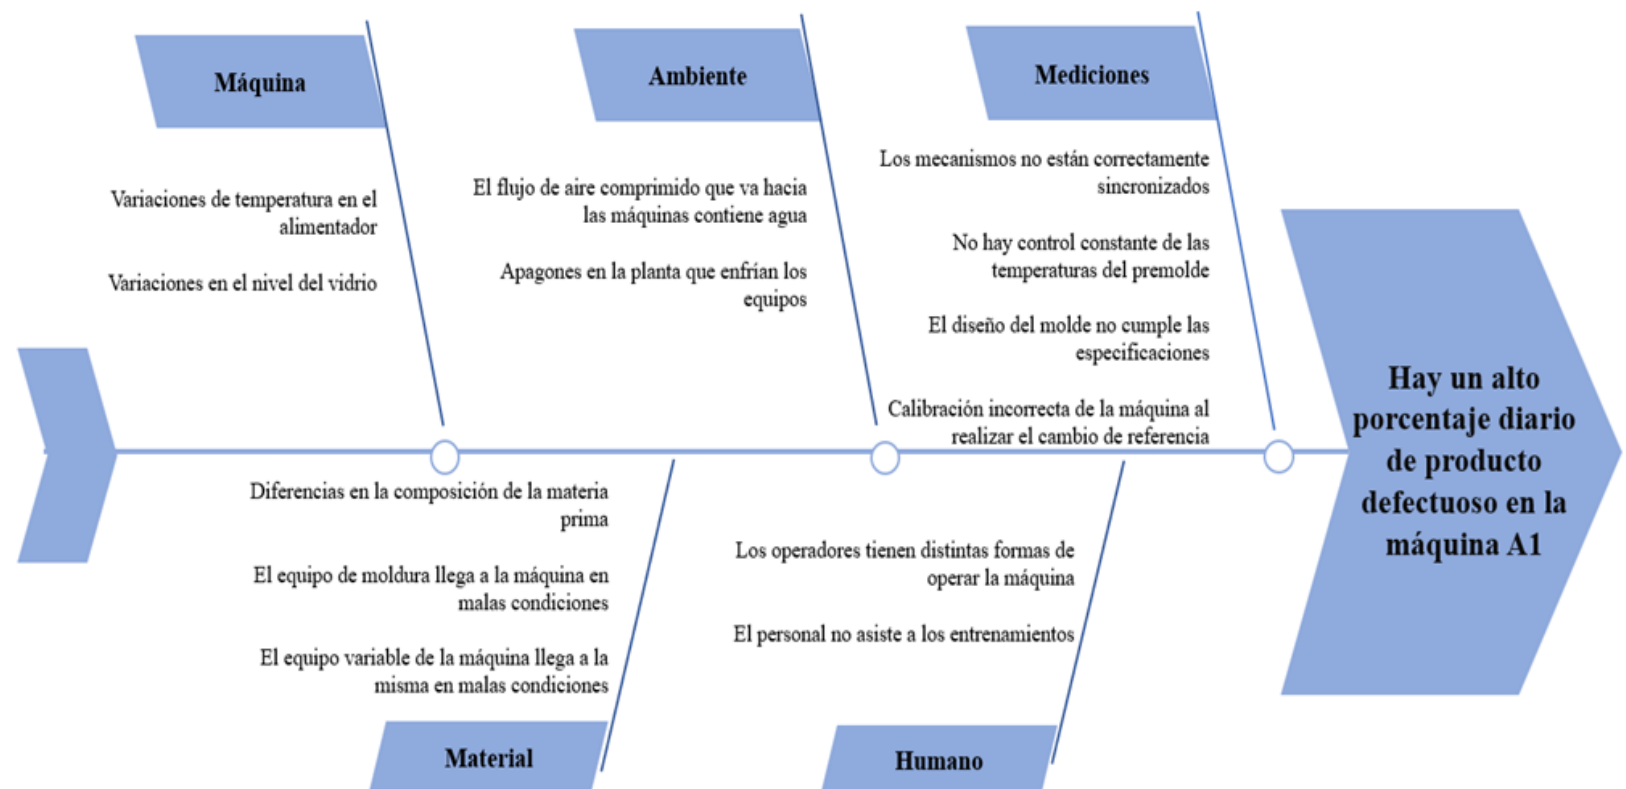 Máquina
Variaciones de temperatura en el
alimentador
Variaciones en el nivel del vidrio
Ambiente
El flujo de aire comprimido que va hacia
las máquinas contiene agua
Apagones en la planta que enfrían los
equipos
Mediciones
Los mecanismos no están correctamente
sincronizados
No hay control constante de las
temperaturas del premolde
El diseño del molde no cumple las
especificaciones
Calibración incorrecta de la máquina al
realizar el cambio de referencia
Diferencias en la composición de la materia
prima
El equipo de moldura llega a la máquina en
malas condiciones
El equipo variable de la máquina llega a la
misma en malas condiciones
Material
Los operadores tienen distintas formas de
operar la máquina
El personal no asiste a los entrenamientos
Humano
Hay un alto
porcentaje diario
de producto
defectuoso en la
máquina A1